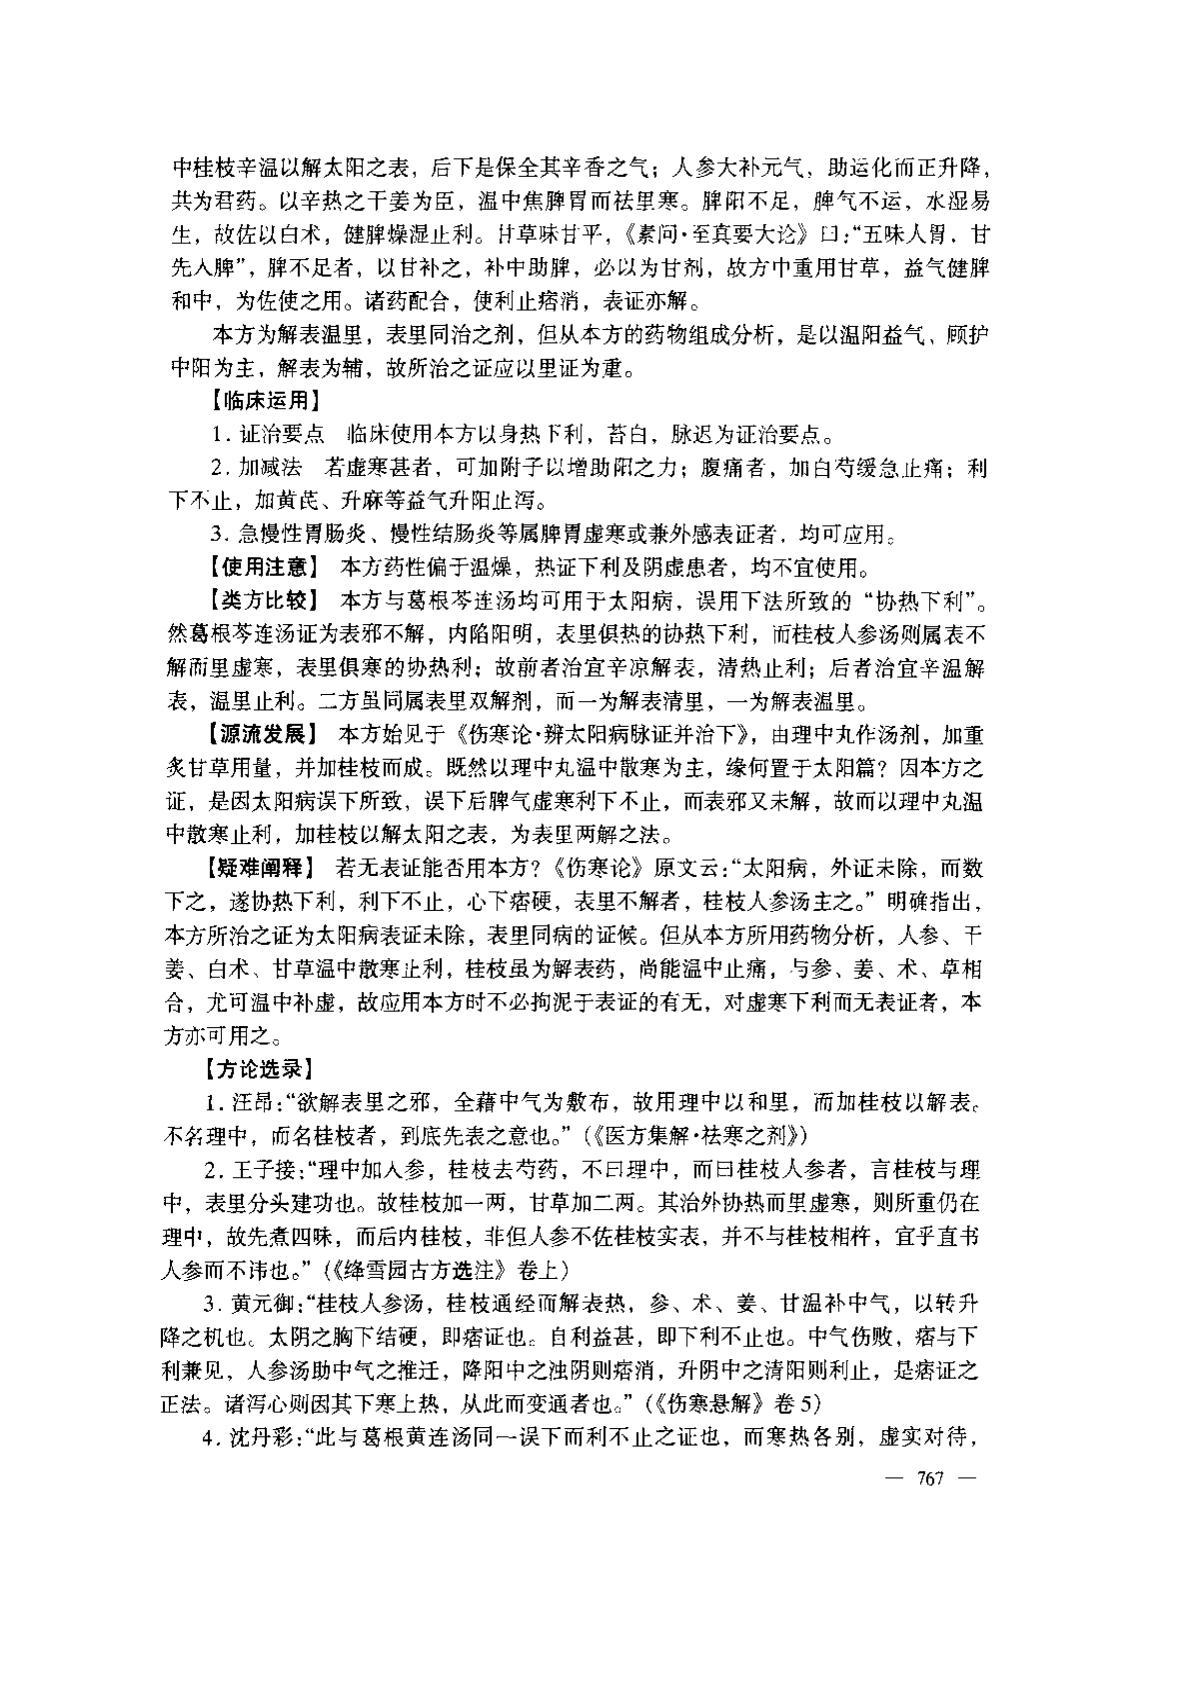 中桂枝辛温以解太阳之表，后下是保全其辛香之气；人参大补元气，助运化而正升降，
共为君药。以辛热之干姜为臣，温中焦脾胃而祛里寒。脾阳不足，脾气不运，水湿易
生，故佐以白术，健脾燥湿止利。甘草味甘平，《素问·至真要大论》曰：“五味入胃，甘
先入脾”，脾不足者，以甘补之，补中助脾，必以为甘剂，故方中重用甘草，益气健脾
和中，为佐使之用。诸药配合，使利止痞消，表证亦解。
本方为解表温里，表里同治之剂，但从本方的药物组成分析，是以温阳益气、顾护
中阳为主，解表为辅，故所治之证应以里证为重。
【临床运用】
1. 证治要点　临床使用本方以身热下利，苔白，脉迟为证治要点。
2. 加减法　若虚寒甚者，可加附子以增助阳之力；腹痛者，加白芍缓急止痛；利
下不止，加黄芪、升麻等益气升阳止泻。
3. 急慢性胃肠炎、慢性结肠炎等属脾胃虚寒或兼外感表证者，均可应用。
【使用注意】　本方药性偏于温燥，热证下利及阴虚患者，均不宜使用。
【类方比较】　本方与葛根芩连汤均可用于太阳病，误用下法所致的“协热下利”。
然葛根芩连汤证为表邪不解，内陷阳明，表里俱热的协热下利，而桂枝人参汤则属表不
解而里虚寒，表里俱寒的协热利；故前者治宜辛凉解表，清热止利；后者治宜辛温解
表，温里止利。二方虽同属表里双解剂，而一为解表清里，一为解表温里。
【源流发展】　本方始见于《伤寒论·辨太阳病脉证并治下》，由理中丸作汤剂，加重
炙甘草用量，并加桂枝而成。既然以理中丸温中散寒为主，缘何置于太阳篇？因本方之
证，是因太阳病误下所致，误下后脾气虚寒利下不止，而表邪又未解，故而以理中丸温
中散寒止利，加桂枝以解太阳之表，为表里两解之法。
【疑难阐释】　若无表证能否用本方？《伤寒论》原文云：“太阳病，外证未除，而数
下之，遂协热下利，利下不止，心下痞硬，表里不解者，桂枝人参汤主之。”明确指出，
本方所治之证为太阳病表证未除，表里同病的证候。但从本方所用药物分析，人参、干
姜、白术、甘草温中散寒止利，桂枝虽为解表药，尚能温中止痛，与参、姜、术、草相
合，尤可温中补虚，故应用本方时不必拘泥于表证的有无，对虚寒下利而无表证者，本
方亦可用之。
【方论选录】
1. 汪昂：“欲解表里之邪，全藉中气为敷布，故用理中以和里，而加桂枝以解表。
不名理中，而名桂枝者，到底先表之意也。”（《医方集解·祛寒之剂》）
2. 王子接：“理中加人参，桂枝去芍药，不曰理中，而曰桂枝人参者，言桂枝与理
中，表里分头建功也。故桂枝加一两，甘草加二两。其治外协热而里虚寒，则所重仍在
理中，故先煮四味，而后内桂枝，非但人参不佐桂枝实表，并不与桂枝相杵，宜乎直书
人参而不讳也。”（《绛雪园古方选注》卷上）
3. 黄元御：“桂枝人参汤，桂枝通经而解表热，参、术、姜、甘温补中气，以转升
降之机也。太阴之胸下结硬，即痞证也。自利益甚，即下利不止也。中气伤败，痞与下
利兼见，人参汤助中气之推迁，降阳中之浊阴则痞消，升阴中之清阳则利止，是痞证之
正法。诸泻心则因其下寒上热，从此而变通者也。”（《伤寒悬解》卷 5）
4. 沈丹彩：“此与葛根黄连汤同一误下而利不止之证也，而寒热各别，虚实对待，
— 767 —